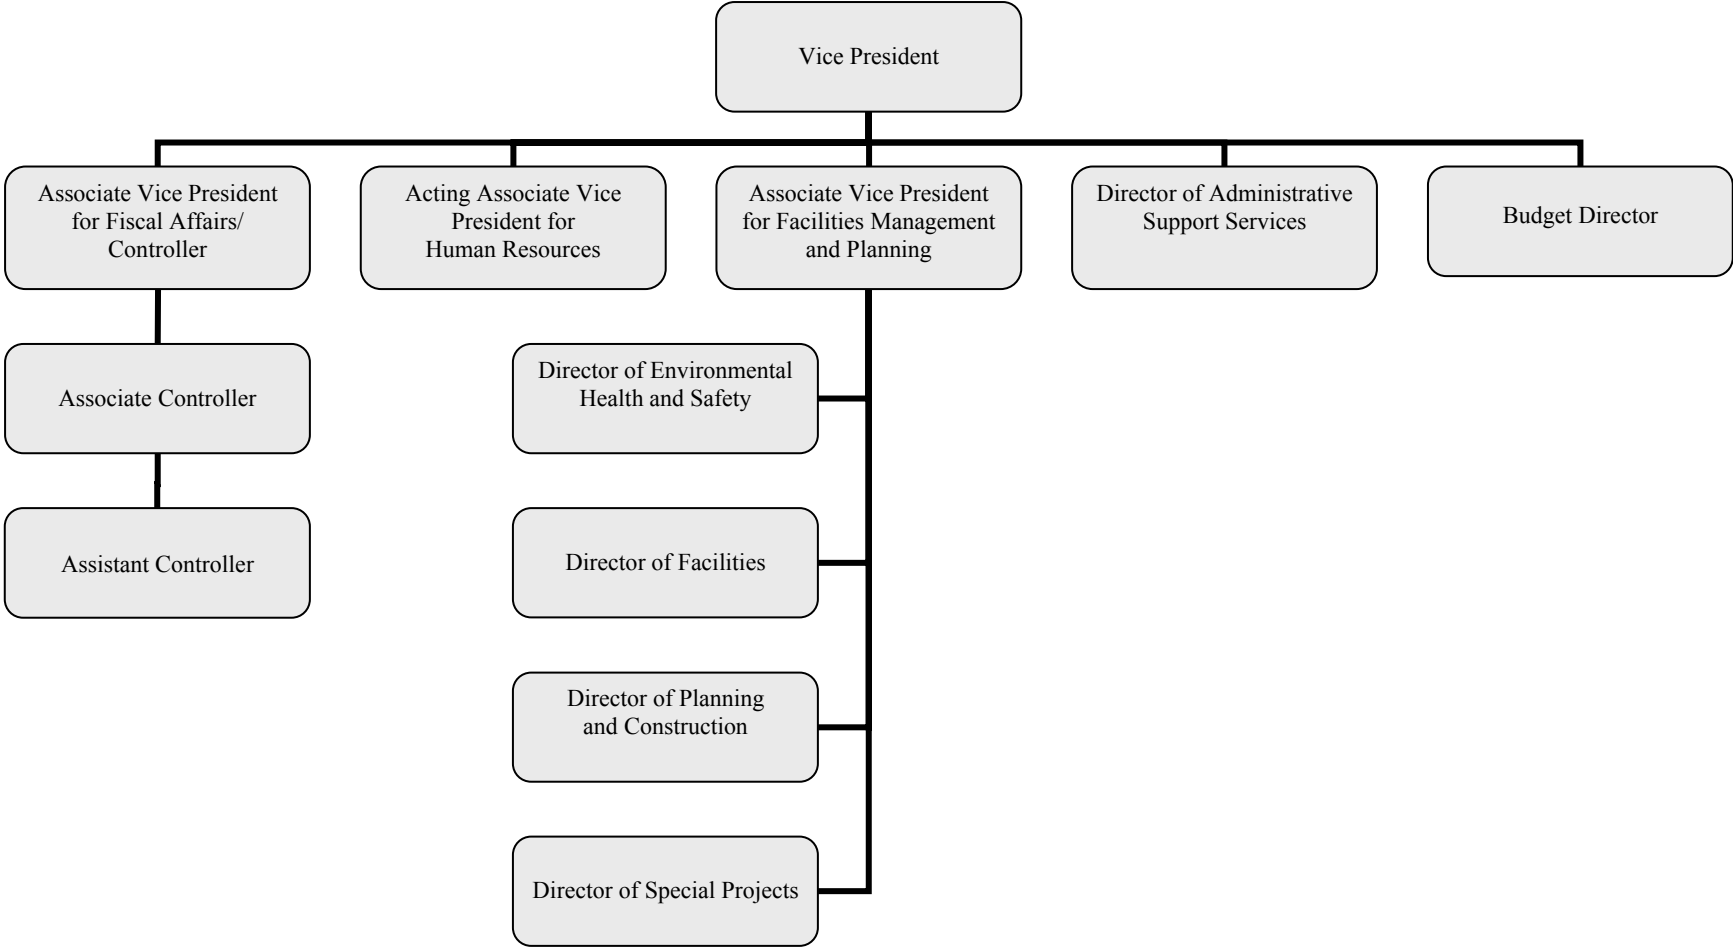 Vice President
Associate Vice President
for Fiscal Affairs/
Controller
Acting Associate Vice
President for
Human Resources
Associate Vice President
for Facilities Management
and Planning
Director of Administrative
Support Services
Budget Director
Associate Controller
Director of Environmental
Health and Safety
Assistant Controller
Director of Facilities
Director of Planning
and Construction
Director of Special Projects